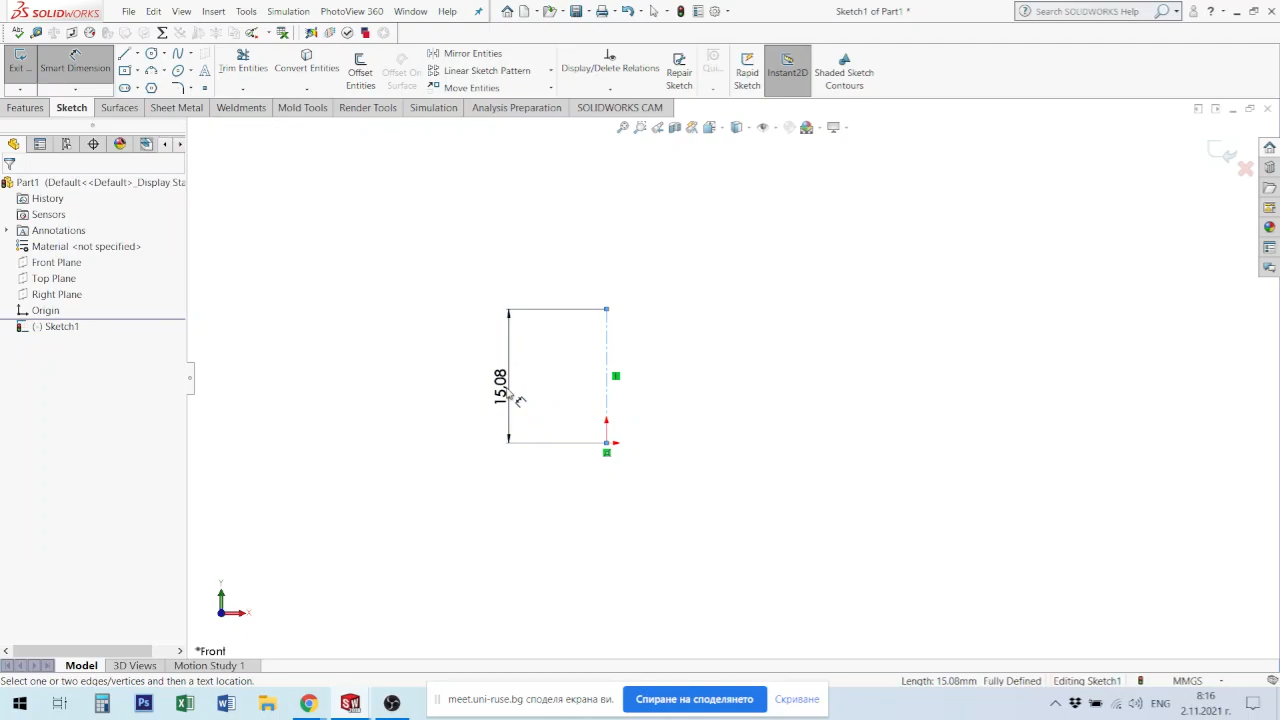 SOLIDWORKS File Edit View Insert Tools Simulation PhotoView 360 Window Help Sketch1 of Part1 * Search SOLIDWORKS Help
Exit ... Smart Dimension Trim Entities Convert Entities Offset Entities Offset On Surface Mirror Entities Linear Sketch Pattern Move Entities Display/Delete Relations Repair Sketch Qui... Rapid Sketch Instant2D Shaded Sketch Contours
Features Sketch Surfaces Sheet Metal Weldments Mold Tools Render Tools Simulation Analysis Preparation SOLIDWORKS CAM
Part1 (Default<<Default>_Display Sta
History
Sensors
Annotations
Material <not specified>
Front Plane
Top Plane
Right Plane
Origin
(-) Sketch1
15,08
Y
X
*Front
Model 3D Views Motion Study 1
Select one or two edges/vertices and then a text location. Length: 15.08mm Fully Defined Editing Sketch1 MMGS
meet.uni-ruse.bg споделя екрана ви. Спиране на споделянето Скриване
ENG
8:16
2.11.2021 г.